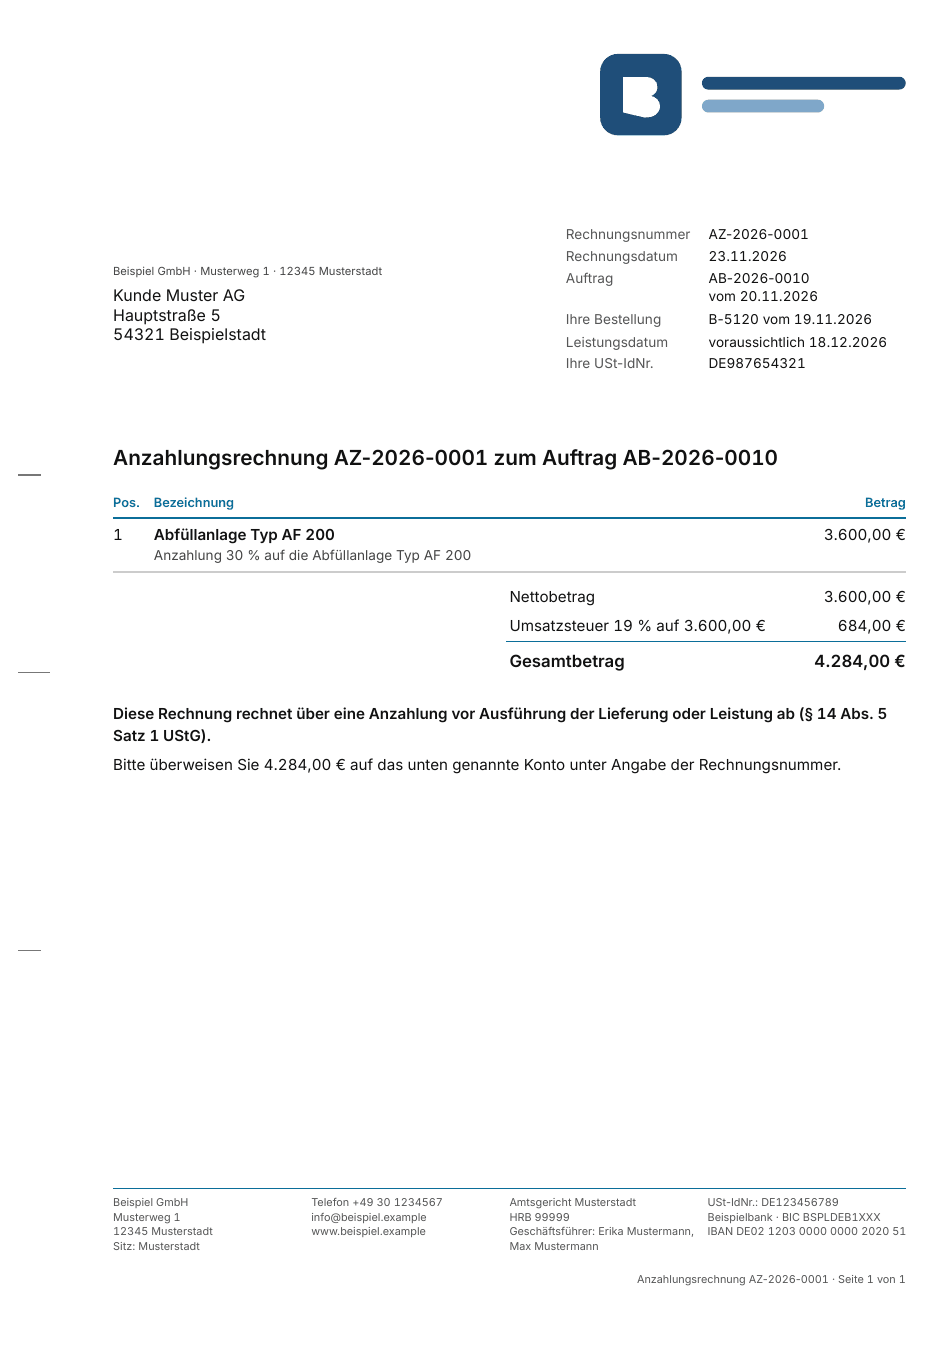 B
Rechnungsnummer AZ-2026-0001
Rechnungsdatum 23.11.2026
Auftrag AB-2026-0010
vom 20.11.2026
Ihre Bestellung B-5120 vom 19.11.2026
Leistungsdatum voraussichtlich 18.12.2026
Ihre USt-IdNr. DE987654321
Beispiel GmbH · Musterweg 1 · 12345 Musterstadt
Kunde Muster AG
Hauptstraße 5
54321 Beispielstadt
Anzahlungsrechnung AZ-2026-0001 zum Auftrag AB-2026-0010
Pos. Bezeichnung Betrag
1 Abfüllanlage Typ AF 200 3.600,00 €
Anzahlung 30 % auf die Abfüllanlage Typ AF 200
Nettobetrag 3.600,00 €
Umsatzsteuer 19 % auf 3.600,00 € 684,00 €
Gesamtbetrag 4.284,00 €
Diese Rechnung rechnet über eine Anzahlung vor Ausführung der Lieferung oder Leistung ab (§ 14 Abs. 5
Satz 1 UStG).
Bitte überweisen Sie 4.284,00 € auf das unten genannte Konto unter Angabe der Rechnungsnummer.
Beispiel GmbH
Musterweg 1
12345 Musterstadt
Sitz: Musterstadt
Telefon +49 30 1234567
info@beispiel.example
www.beispiel.example
Amtsgericht Musterstadt
HRB 99999
Geschäftsführer: Erika Mustermann,
Max Mustermann
USt-IdNr.: DE123456789
Beispielbank · BIC BSPLDEB1XXX
IBAN DE02 1203 0000 0000 2020 51
Anzahlungsrechnung AZ-2026-0001 · Seite 1 von 1